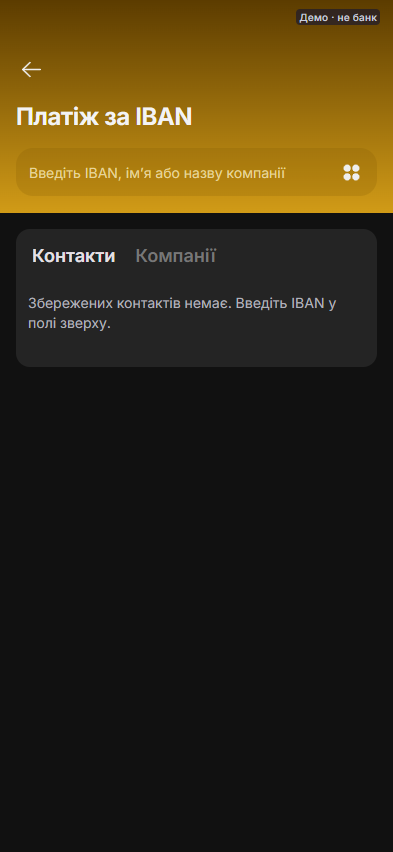 Демо · не банк
Платіж за IBAN
Введіть IBAN, ім’я або назву компанії
Контакти Компанії
Збережених контактів немає. Введіть IBAN у
полі зверху.